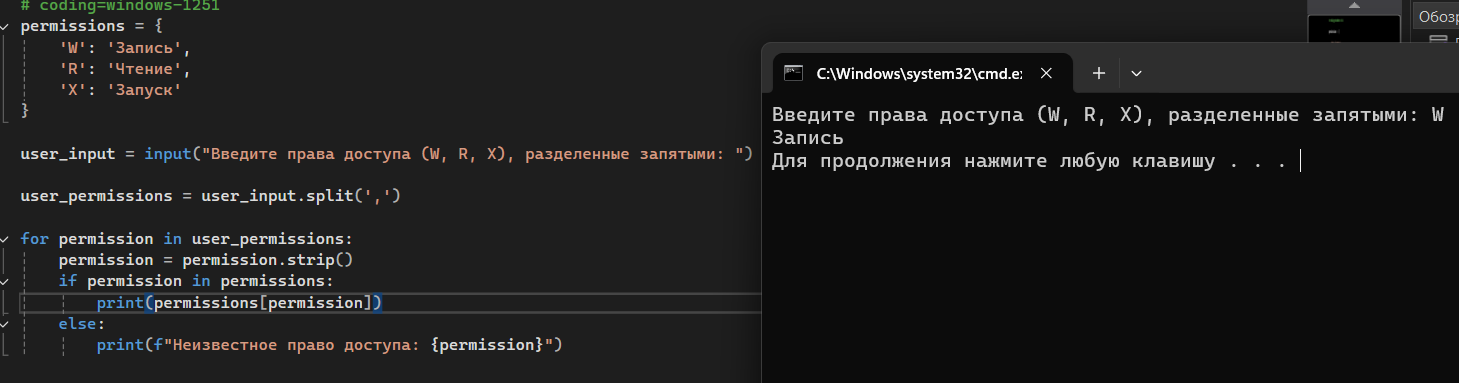 # coding=windows-1251
permissions = {
    'W': 'Запись',
    'R': 'Чтение',
    'X': 'Запуск'
}
user_input = input("Введите права доступа (W, R, X), разделенные запятыми: ")
user_permissions = user_input.split(',')
for permission in user_permissions:
    permission = permission.strip()
    if permission in permissions:
        print(permissions[permission])
    else:
        print(f"Неизвестное право доступа: {permission}")
Обоз
C:\Windows\system32\cmd.e
Введите права доступа (W, R, X), разделенные запятыми: W
Запись
Для продолжения нажмите любую клавишу . . .